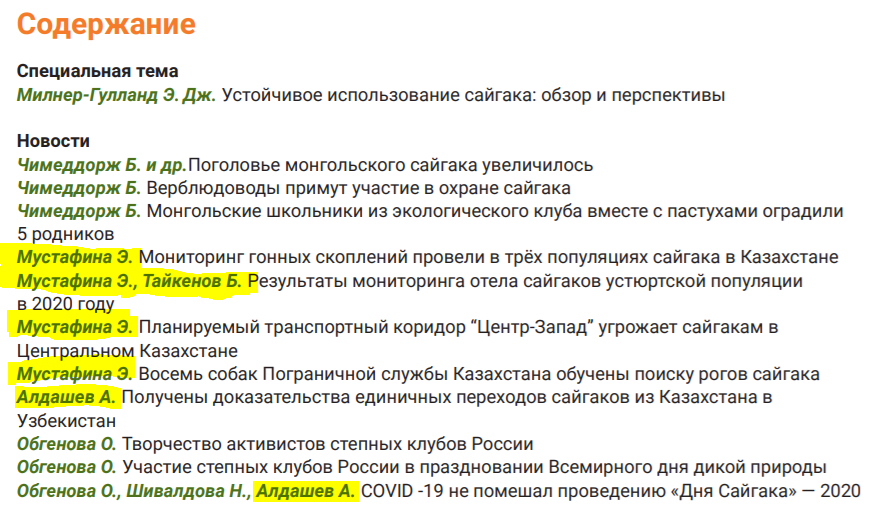 Содержание
Специальная тема
Милнер-Гулланд Э. Дж. Устойчивое использование сайгака: обзор и перспективы
Новости
Чимеддорж Б. и др.Поголовье монгольского сайгака увеличилось
Чимеддорж Б. Верблюдоводы примут участие в охране сайгака
Чимеддорж Б. Монгольские школьники из экологического клуба вместе с пастухами оградили
5 родников
Мустафина Э. Мониторинг гонных скоплений провели в трёх популяциях сайгака в Казахстане
Мустафина Э., Тайкенов Б. Результаты мониторинга отела сайгаков устюртской популяции
в 2020 году
Мустафина Э. Планируемый транспортный коридор “Центр-Запад” угрожает сайгакам в
Центральном Казахстане
Мустафина Э. Восемь собак Пограничной службы Казахстана обучены поиску рогов сайгака
Алдашев А. Получены доказательства единичных переходов сайгаков из Казахстана в
Узбекистан
Обгенова О. Творчество активистов степных клубов России
Обгенова О. Участие степных клубов России в праздновании Всемирного дня дикой природы
Обгенова О., Шивалдова Н., Алдашев А. COVID -19 не помешал проведению «Дня Сайгака» — 2020